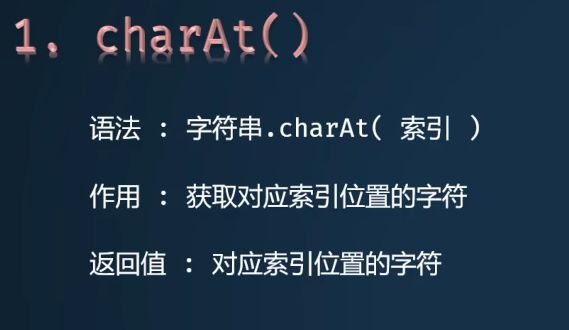 1. charAt()
语法 : 字符串.charAt( 索引 )
作用 : 获取对应索引位置的字符
返回值 : 对应索引位置的字符